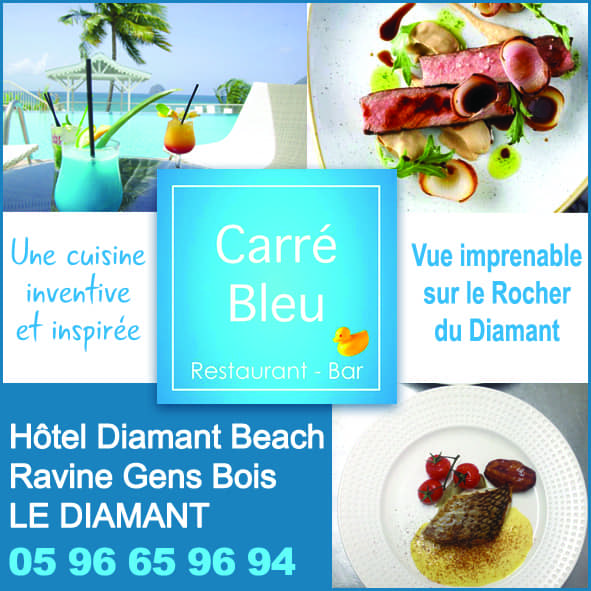 Une cuisine
inventive
et inspirée
Carré
Bleu
Restaurant - Bar
Vue imprenable
sur le Rocher
du Diamant
Hôtel Diamant Beach
Ravine Gens Bois
LE DIAMANT
05 96 65 96 94